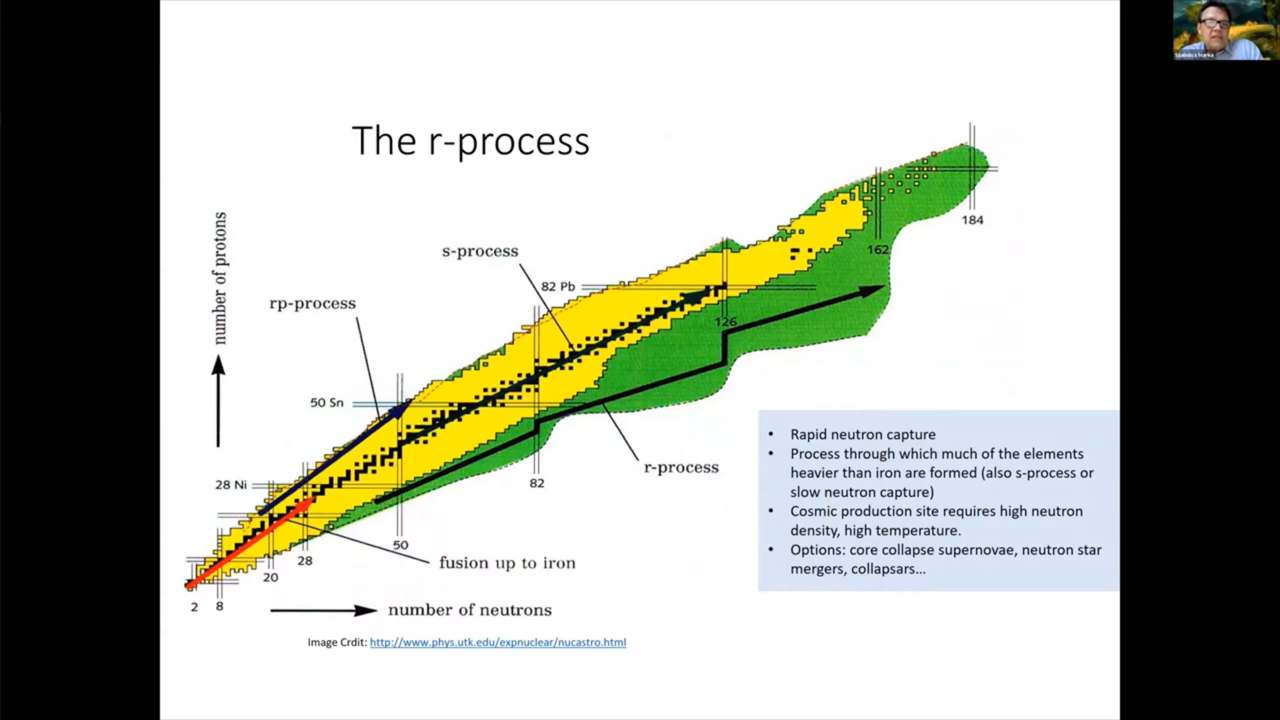 Szabolcs Marka
The r-process
number of protons
184
162
s-process
82 Pb
rp-process
126
50 Sn
r-process
28 Ni
82
50
fusion up to iron
28
20
2
8
number of neutrons
Image Crdit: http://www.phys.utk.edu/expnuclear/nucastro.html
• Rapid neutron capture
• Process through which much of the elements
heavier than iron are formed (also s-process or
slow neutron capture)
• Cosmic production site requires high neutron
density, high temperature.
• Options: core collapse supernovae, neutron star
mergers, collapsars...